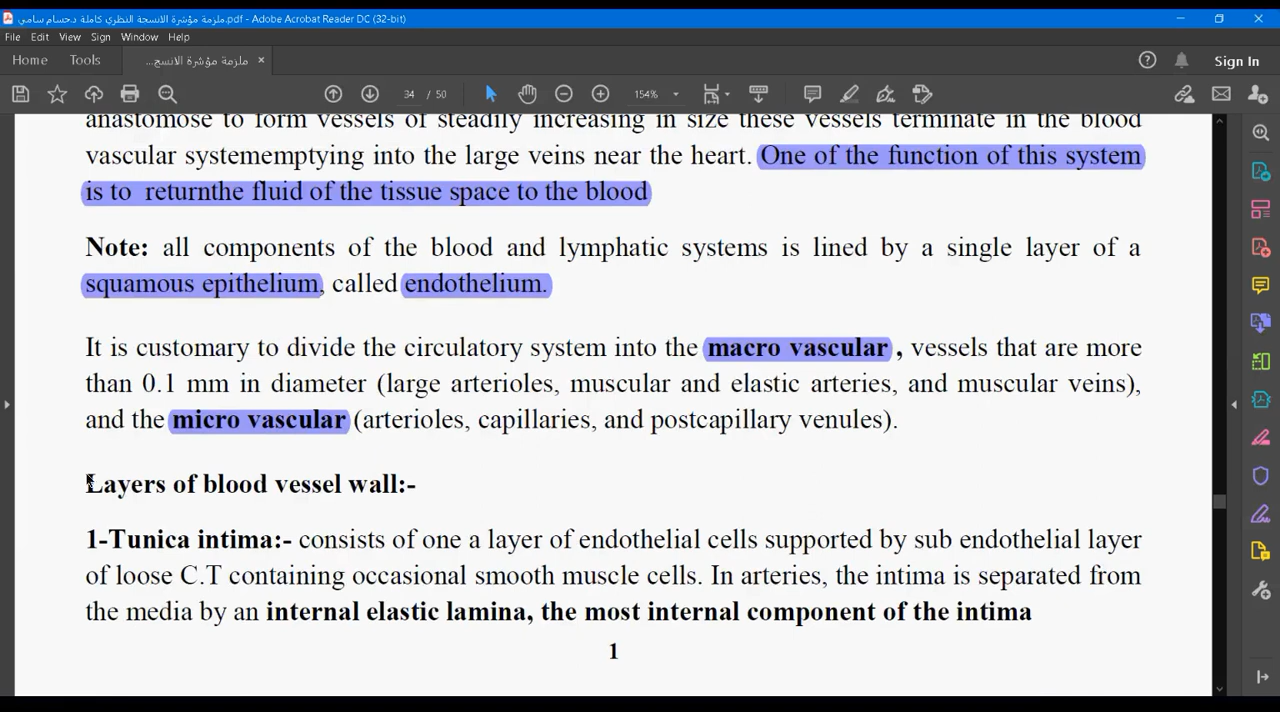 ملزمة مؤشرة الانسجة النظري كاملة د.حسام سامي.pdf - Adobe Acrobat Reader DC (32-bit)
File Edit View Sign Window Help
Home Tools ملزمة مؤشرة الانسج... × Sign In
34 / 50 154%
anastomose to form vessels of steadily increasing in size these vessels terminate in the blood
vascular systememptying into the large veins near the heart. One of the function of this system
is to returnthe fluid of the tissue space to the blood
Note: all components of the blood and lymphatic systems is lined by a single layer of a
squamous epithelium, called endothelium.
It is customary to divide the circulatory system into the macro vascular , vessels that are more
than 0.1 mm in diameter (large arterioles, muscular and elastic arteries, and muscular veins),
and the micro vascular (arterioles, capillaries, and postcapillary venules).
Layers of blood vessel wall:-
1-Tunica intima:- consists of one a layer of endothelial cells supported by sub endothelial layer
of loose C.T containing occasional smooth muscle cells. In arteries, the intima is separated from
the media by an internal elastic lamina, the most internal component of the intima
1